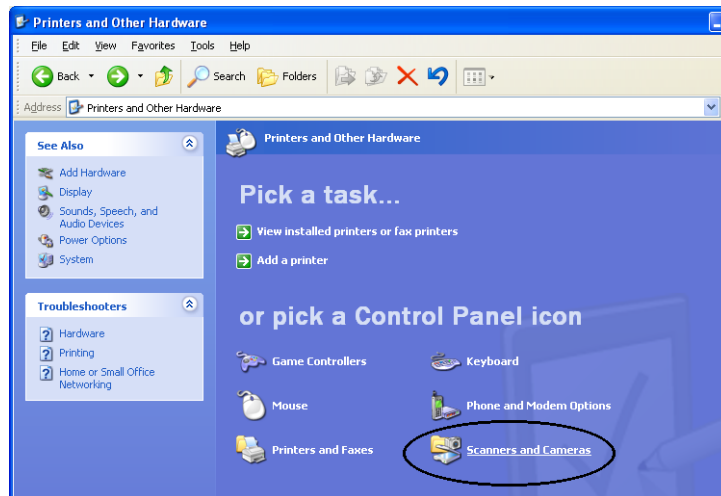 Printers and Other Hardware
File Edit View Favorites Tools Help
Back Search Folders
Address Printers and Other Hardware
See Also
Add Hardware
Display
Sounds, Speech, and
Audio Devices
Power Options
System
Troubleshooters
Hardware
Printing
Home or Small Office
Networking
Printers and Other Hardware
Pick a task...
View installed printers or fax printers
Add a printer
or pick a Control Panel icon
Game Controllers Keyboard
Mouse Phone and Modem Options
Printers and Faxes Scanners and Cameras